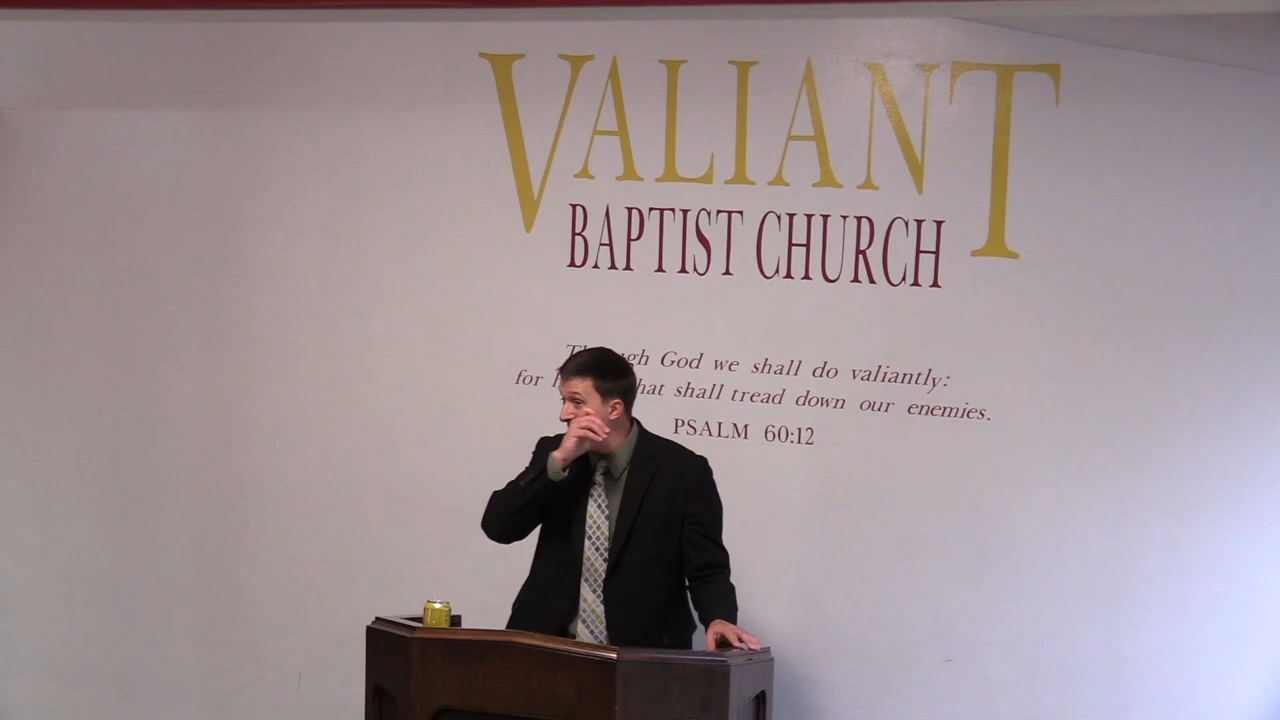 VALIANT
BAPTIST CHURCH
God we shall do valiantly:
for shall tread down our enemies.
PSALM 60:12